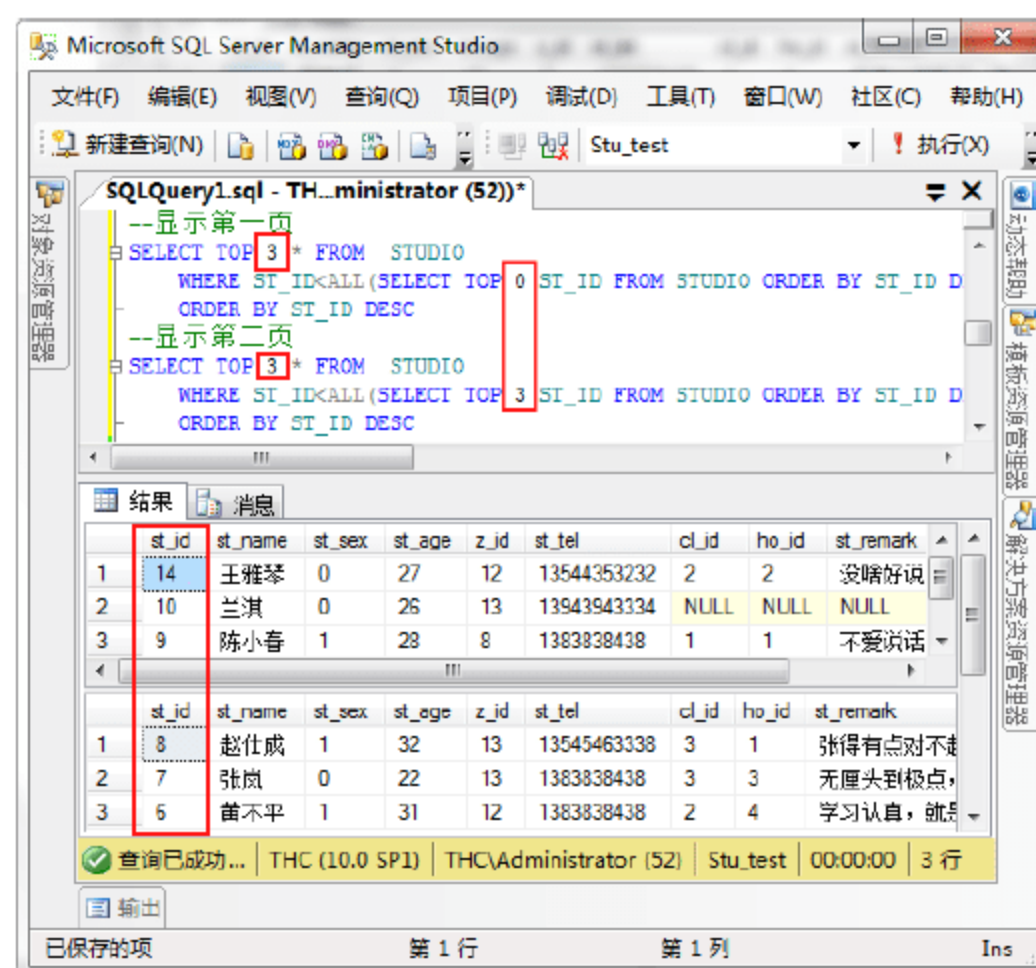 Microsoft SQL Server Management Studio
文件(F) 编辑(E) 视图(V) 查询(Q) 项目(P) 调试(D) 工具(T) 窗口(W) 社区(C) 帮助(H)
新建查询(N) Stu_test 执行(X)
SQLQuery1.sql - TH...ministrator (52))*
--显示第一页
SELECT TOP 3 * FROM STUDIO
WHERE ST_ID<ALL(SELECT TOP 0 ST_ID FROM STUDIO ORDER BY ST_ID D
ORDER BY ST_ID DESC
--显示第二页
SELECT TOP 3 * FROM STUDIO
WHERE ST_ID<ALL(SELECT TOP 3 ST_ID FROM STUDIO ORDER BY ST_ID D
ORDER BY ST_ID DESC
对象资源管理器
动态帮助
模板资源管理器
解决方案资源管理器
结果 消息
st_id st_name st_sex st_age z_id st_tel cl_id ho_id st_remark
1 14 王雅琴 0 27 12 13544353232 2 2 没啥好说
2 10 兰淇 0 26 13 13943943334 NULL NULL NULL
3 9 陈小春 1 28 8 1383838438 1 1 不爱说话
st_id st_name st_sex st_age z_id st_tel cl_id ho_id st_remark
1 8 赵仕成 1 32 13 13545463338 3 1 张得有点对不起
2 7 张岚 0 22 13 1383838438 3 3 无厘头到极点，
3 6 苗不平 1 31 12 1383838438 2 4 学习认真，就是
查询已成功... THC (10.0 SP1) THC\Administrator (52) Stu_test 00:00:00 3 行
输出
已保存的项 第 1 行 第 1 列 Ins